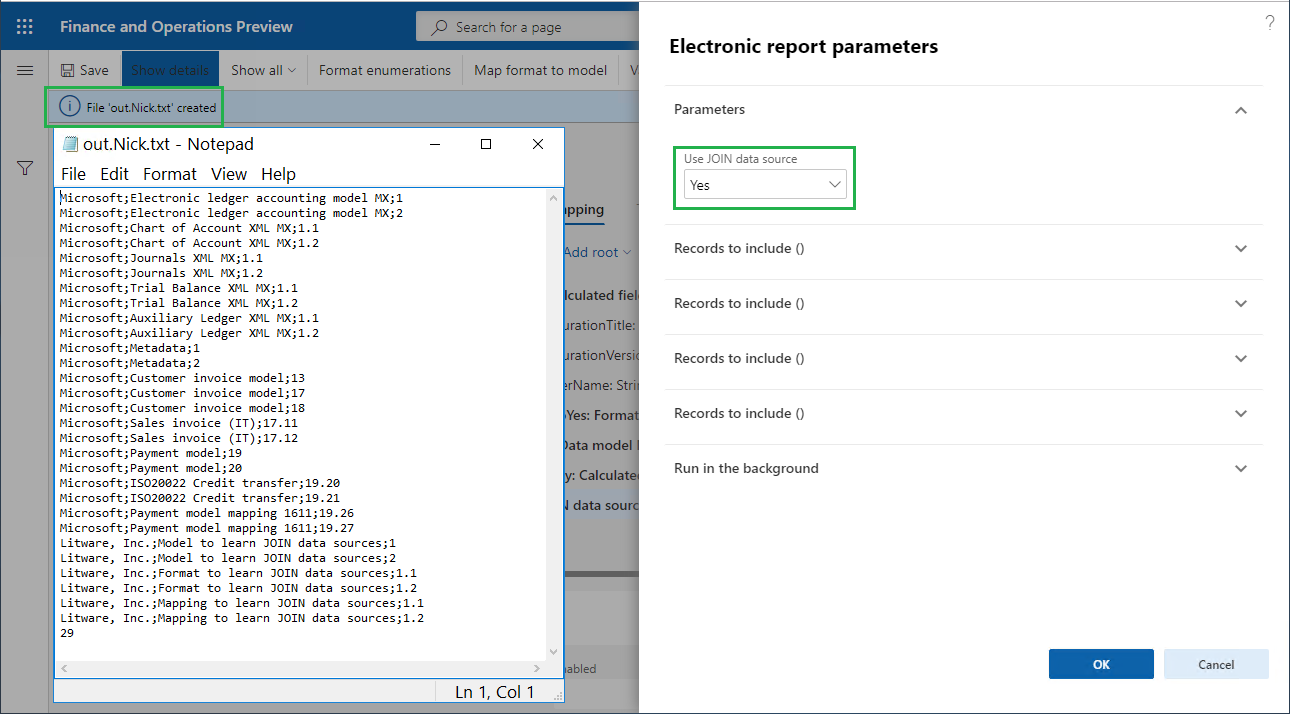 Finance and Operations Preview
Search for a page
?
Save
Show details
Show all
Format enumerations
Map format to model
File 'out.Nick.txt' created
out.Nick.txt - Notepad
File Edit Format View Help
Microsoft;Electronic ledger accounting model MX;1
Microsoft;Electronic ledger accounting model MX;2
Microsoft;Chart of Account XML MX;1.1
Microsoft;Chart of Account XML MX;1.2
Microsoft;Journals XML MX;1.1
Microsoft;Journals XML MX;1.2
Microsoft;Trial Balance XML MX;1.1
Microsoft;Trial Balance XML MX;1.2
Microsoft;Auxiliary Ledger XML MX;1.1
Microsoft;Auxiliary Ledger XML MX;1.2
Microsoft;Metadata;1
Microsoft;Metadata;2
Microsoft;Customer invoice model;13
Microsoft;Customer invoice model;17
Microsoft;Customer invoice model;18
Microsoft;Sales invoice (IT);17.11
Microsoft;Sales invoice (IT);17.12
Microsoft;Payment model;19
Microsoft;Payment model;20
Microsoft;ISO20022 Credit transfer;19.20
Microsoft;ISO20022 Credit transfer;19.21
Microsoft;Payment model mapping 1611;19.26
Microsoft;Payment model mapping 1611;19.27
Litware, Inc.;Model to learn JOIN data sources;1
Litware, Inc.;Model to learn JOIN data sources;2
Litware, Inc.;Format to learn JOIN data sources;1.1
Litware, Inc.;Format to learn JOIN data sources;1.2
Litware, Inc.;Mapping to learn JOIN data sources;1.1
Litware, Inc.;Mapping to learn JOIN data sources;1.2
29
Ln 1, Col 1
pping
Add root
lculated fiel
urationTitle:
urationVersio
erName: Stri
Yes: Format
Data model
y: Calculate
N data sourc
abled
Electronic report parameters
Parameters
Use JOIN data source
Yes
Records to include ()
Records to include ()
Records to include ()
Records to include ()
Run in the background
OK
Cancel